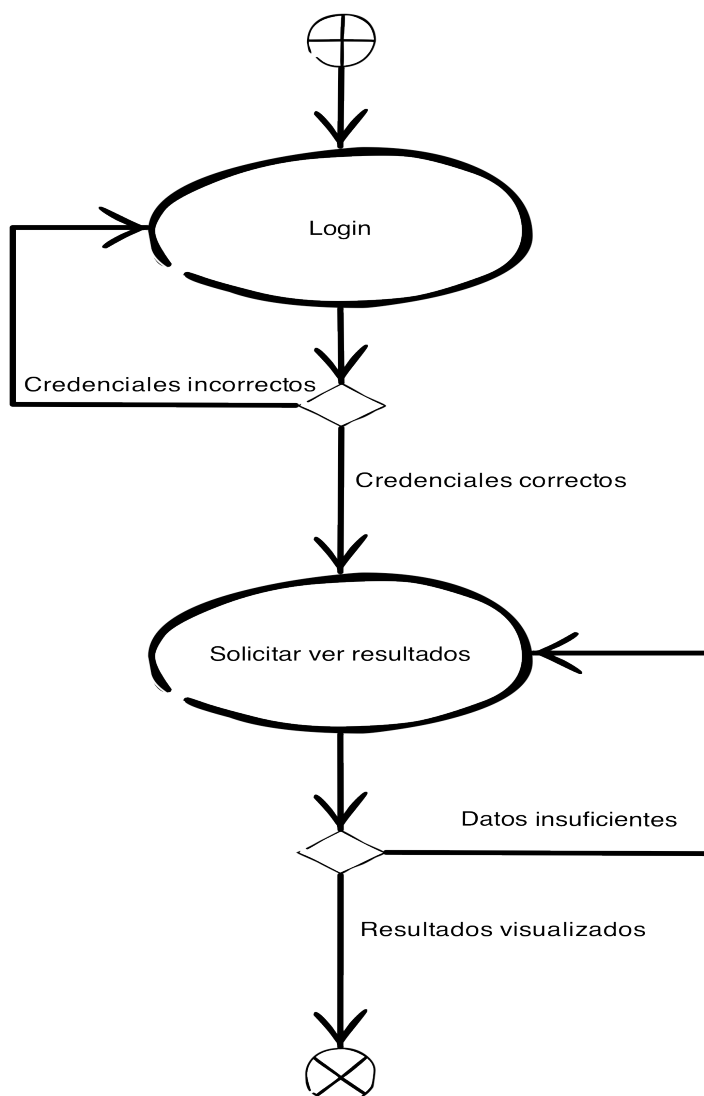 Login
Credenciales incorrectos
Credenciales correctos
Solicitar ver resultados
Datos insuficientes
Resultados visualizados